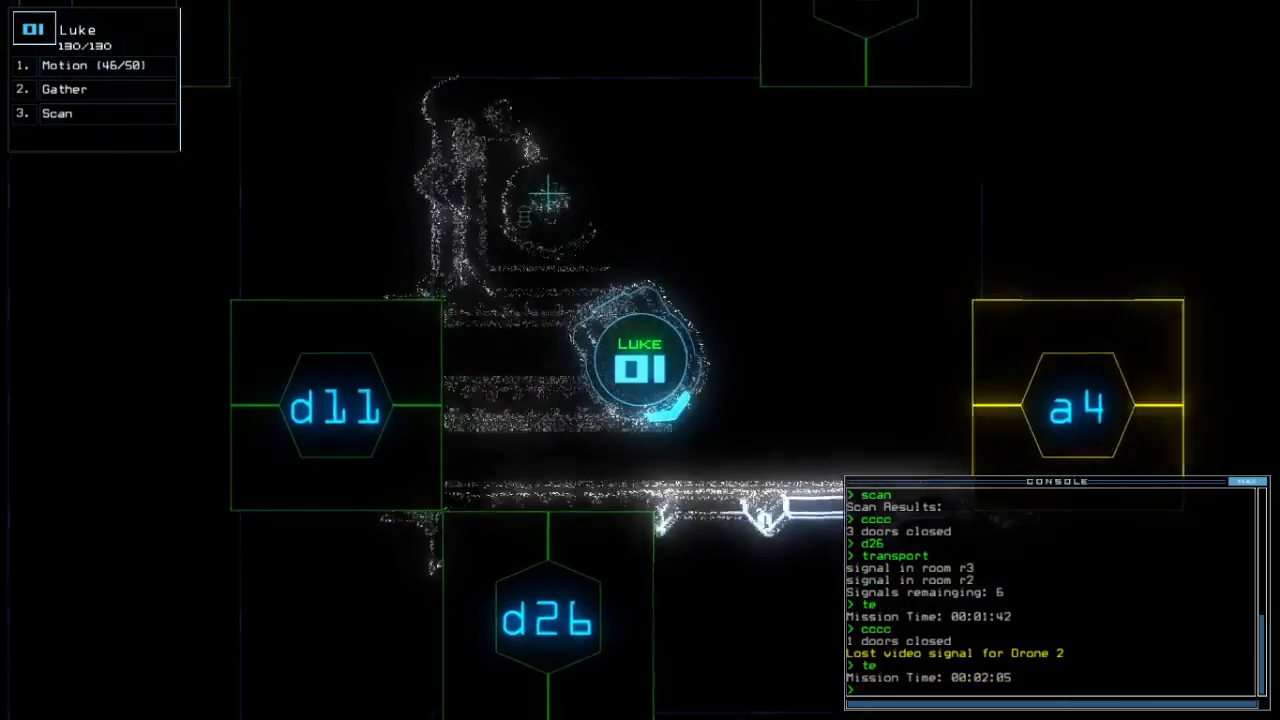 01 Luke
130/130
1. Motion (46/50)
2. Gather
3. Scan
LUKE
01
d11
a4
d26
CONSOLE
> scan
Scan Results:
> cccc
3 doors closed
> d26
> transport
signal in room r3
signal in room r2
Signals remainging: 6
> te
Mission Time: 00:01:42
> cccc
1 doors closed
Lost video signal for Drone 2
> te
Mission Time: 00:02:05
>